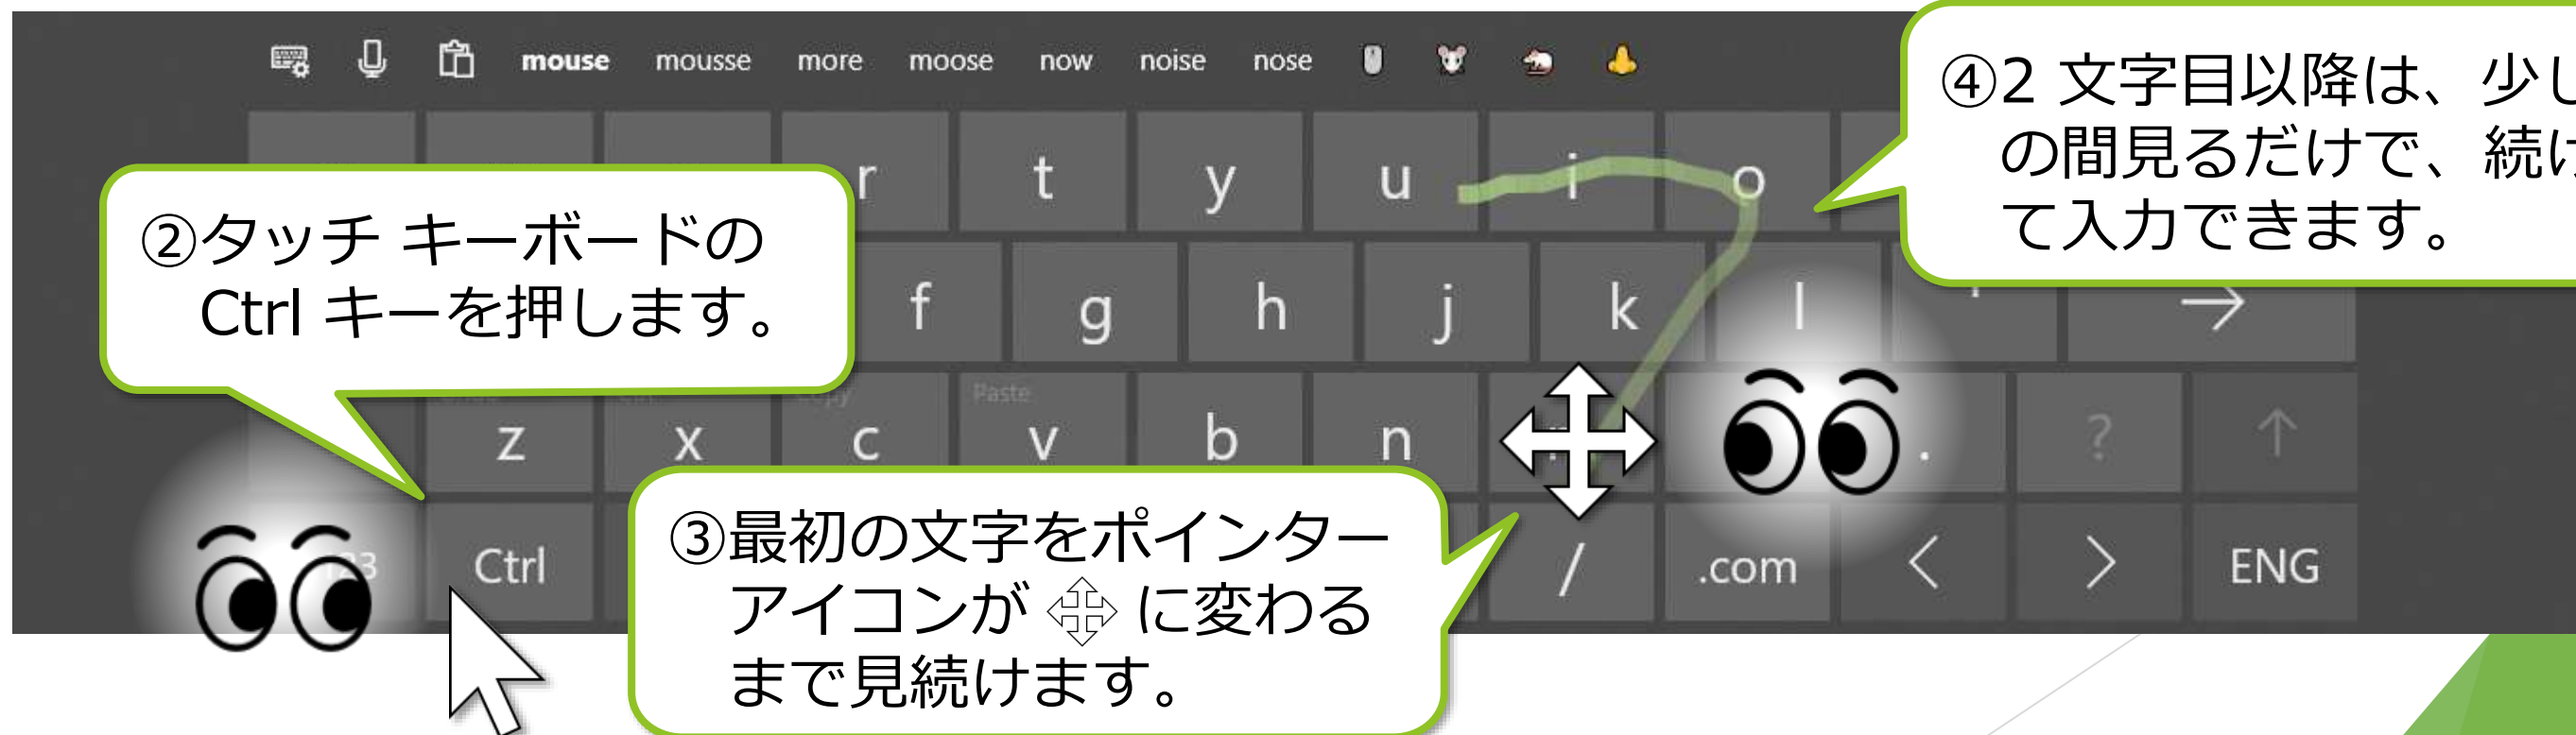 mouse mousse more moose now noise nose
④2 文字目以降は、少し
の間見るだけで、続け
て入力できます。
r t y u i o
②タッチ キーボードの
Ctrl キーを押します。
f g h j k l
Paste
z x c v b n . ?
③最初の文字をポインター
アイコンが に変わる
まで見続けます。
Ctrl / .com < > ENG